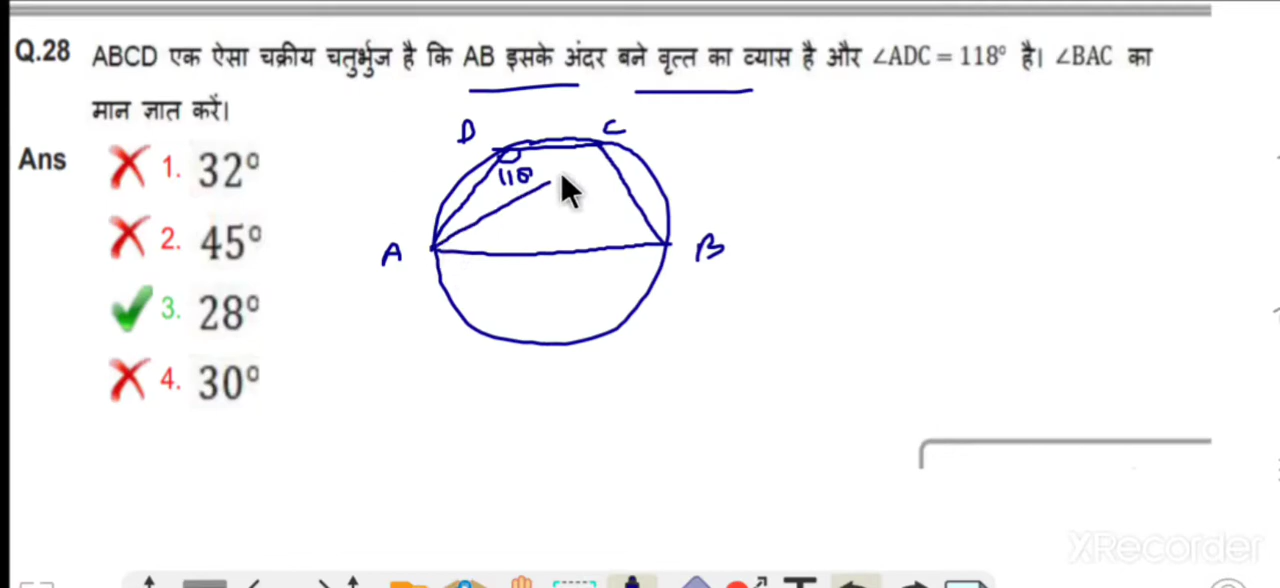 Q.28 ABCD एक ऐसा चक्रीय चतुर्भुज है कि AB इसके अंदर बने वृत्त का व्यास है और ∠ADC = 118° है। ∠BAC का
मान ज्ञात करें।
Ans 1. 32°
2. 45°
3. 28°
4. 30°
D C
118
A B
XRecorder